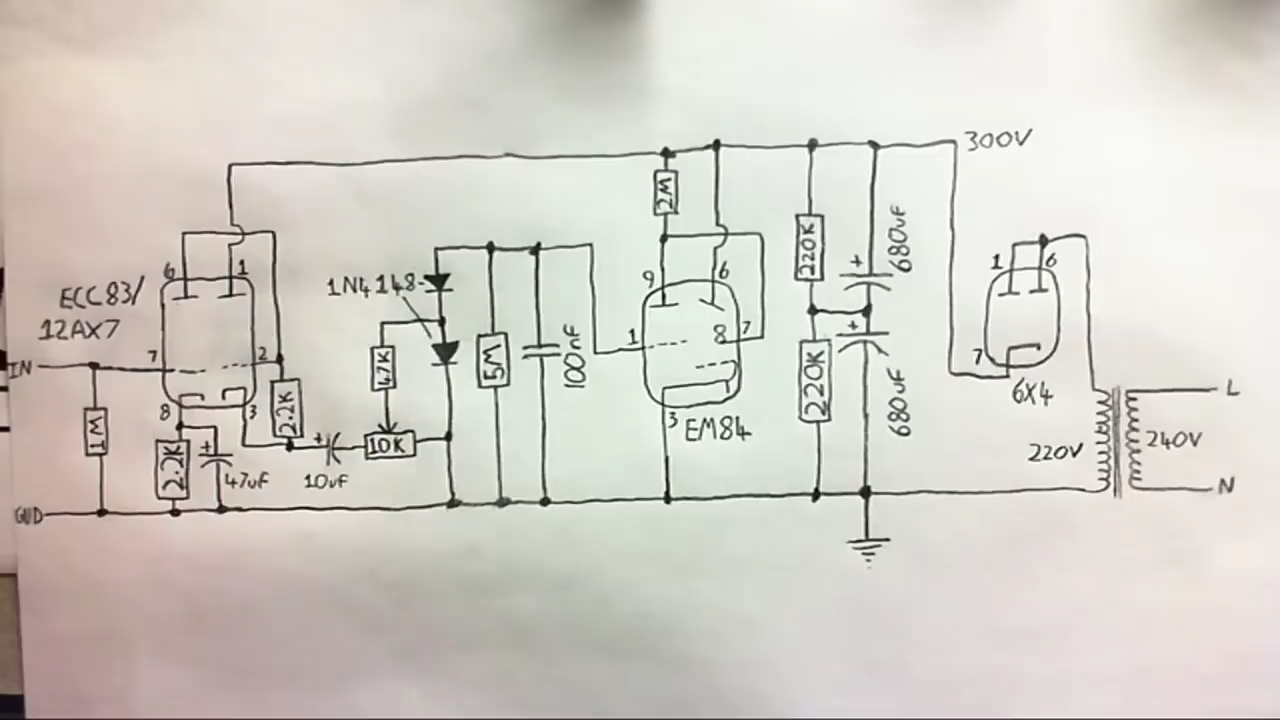 300V
2M
680uF
220K
6 1
9 6
1 6
ECC83/
12AX7
1N4148
1
8 7
IN
7 2
47K
5M
100nF
220K
680uF
7
6X4
8 3
2.2K
3 EM84
1M
10K
L
220V 240V
2.2K
47uF
10uF
N
GND